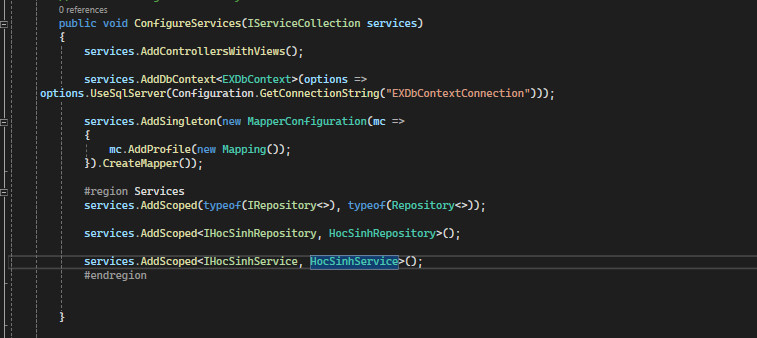 0 references
public void ConfigureServices(IServiceCollection services)
{
services.AddControllersWithViews();
services.AddDbContext<EXDbContext>(options =>
options.UseSqlServer(Configuration.GetConnectionString("EXDbContextConnection")));
services.AddSingleton(new MapperConfiguration(mc =>
{
mc.AddProfile(new Mapping());
}).CreateMapper());
#region Services
services.AddScoped(typeof(IRepository<>), typeof(Repository<>));
services.AddScoped<IHocSinhRepository, HocSinhRepository>();
services.AddScoped<IHocSinhService, HocSinhService>();
#endregion
}